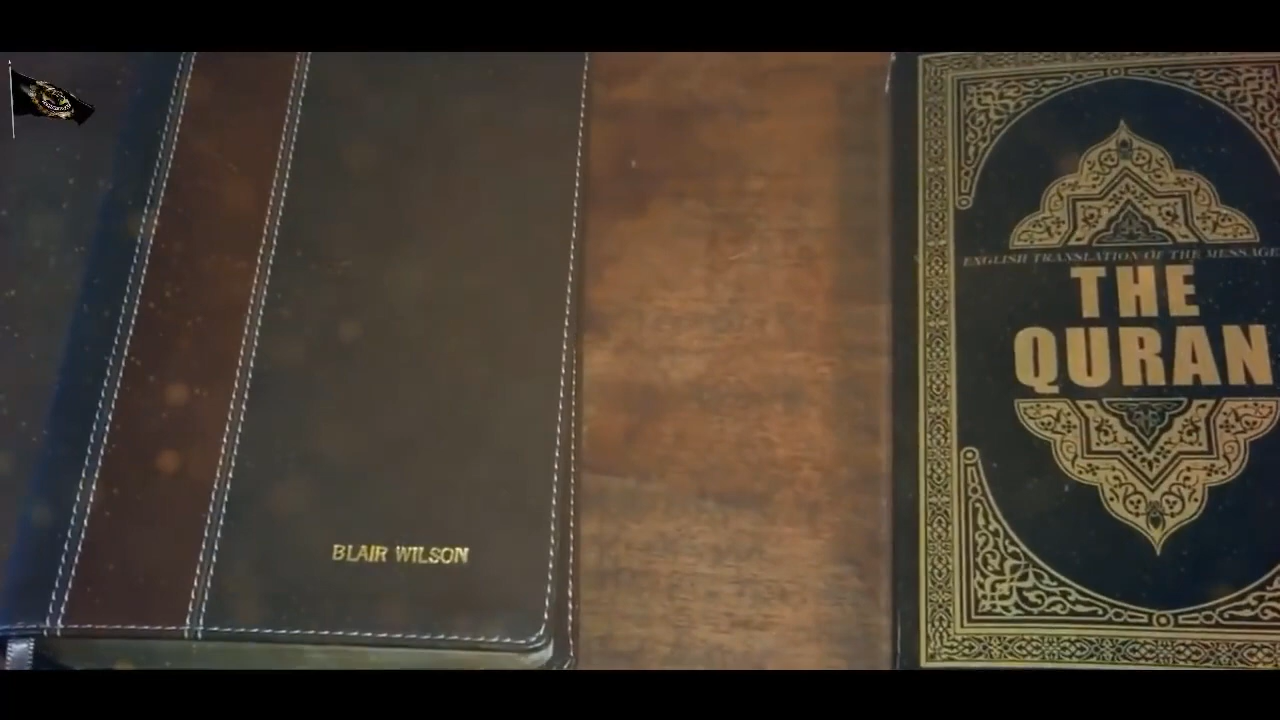 BLAIR WILSON
ENGLISH TRANSLATION OF THE MESSAGE
THE
QURAN